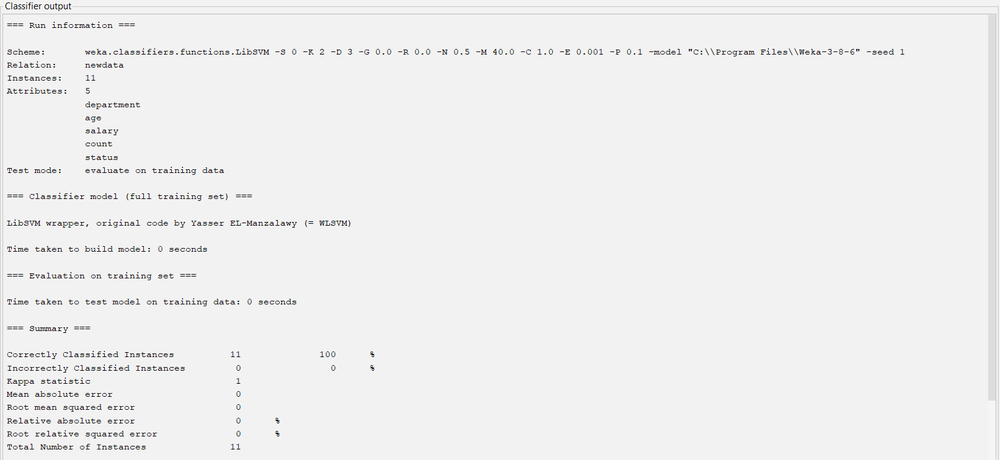 Classifier output
=== Run information ===
Scheme: weka.classifiers.functions.LibSVM -S 0 -K 2 -D 3 -G 0.0 -R 0.0 -N 0.5 -M 40.0 -C 1.0 -E 0.001 -P 0.1 -model "C:\\Program Files\\Weka-3-8-6" -seed 1
Relation: newdata
Instances: 11
Attributes: 5
department
age
salary
count
status
Test mode: evaluate on training data
=== Classifier model (full training set) ===
LibSVM wrapper, original code by Yasser EL-Manzalawy (= WLSVM)
Time taken to build model: 0 seconds
=== Evaluation on training set ===
Time taken to test model on training data: 0 seconds
=== Summary ===
Correctly Classified Instances 11 100 %
Incorrectly Classified Instances 0 0 %
Kappa statistic 1
Mean absolute error 0
Root mean squared error 0
Relative absolute error 0 %
Root relative squared error 0 %
Total Number of Instances 11